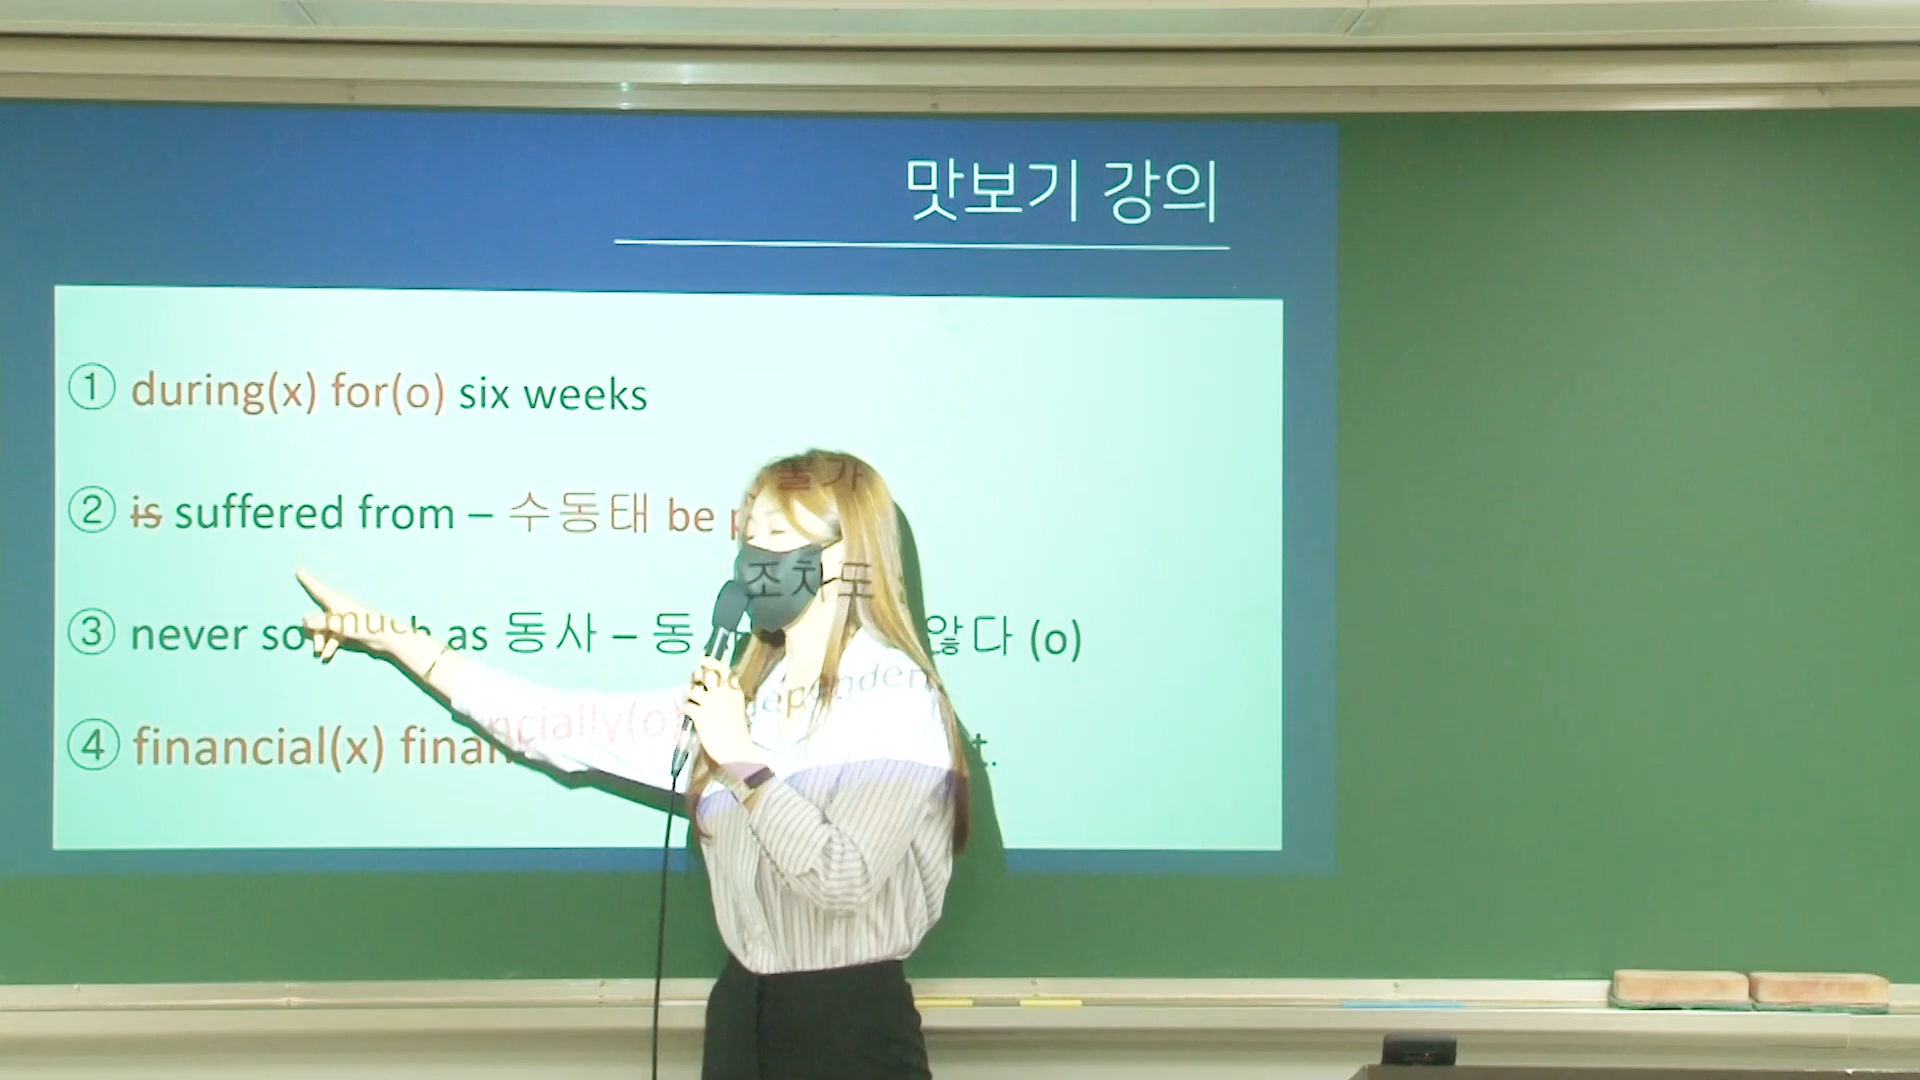 맛보기 강의
① during(x) for(o) six weeks
② is suffered from – 수동태 be 불가
③ never so much as 동사 – 동 조차도 않다 (o)
④ financial(x) financially(o) independent.